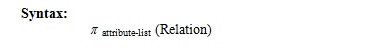 Syntax:
π attribute-list (Relation)